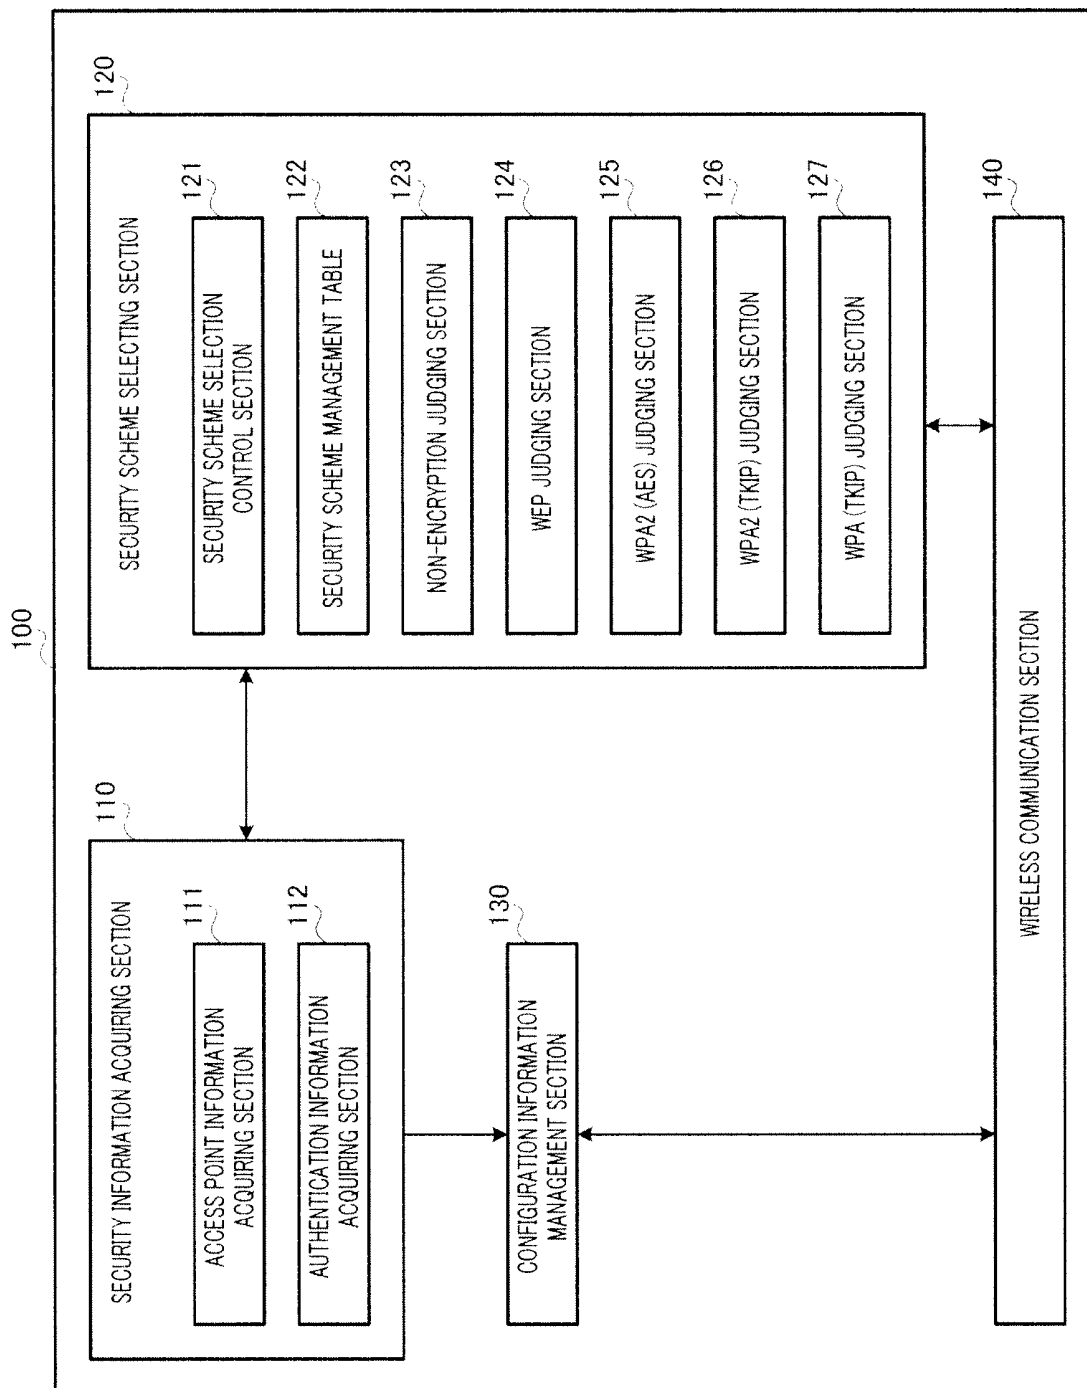 100
110
SECURITY INFORMATION ACQUIRING SECTION
111
ACCESS POINT INFORMATION
ACQUIRING SECTION
112
AUTHENTICATION INFORMATION
ACQUIRING SECTION
130
CONFIGURATION INFORMATION
MANAGEMENT SECTION
120
SECURITY SCHEME SELECTING SECTION
121
SECURITY SCHEME SELECTION
CONTROL SECTION
122
SECURITY SCHEME MANAGEMENT TABLE
123
NON-ENCRYPTION JUDGING SECTION
124
WEP JUDGING SECTION
125
WPA2 (AES) JUDGING SECTION
126
WPA2 (TKIP) JUDGING SECTION
127
WPA (TKIP) JUDGING SECTION
140
WIRELESS COMMUNICATION SECTION